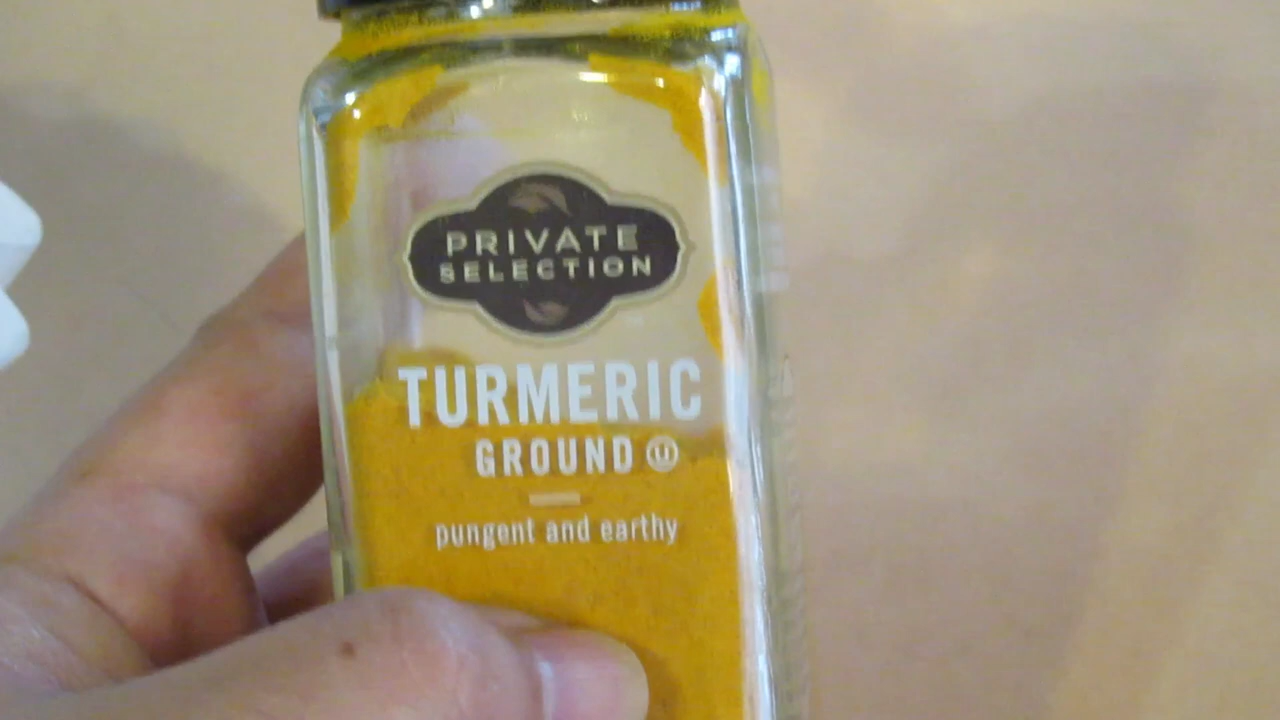 PRIVATE
SELECTION
TURMERIC
GROUND U
pungent and earthy